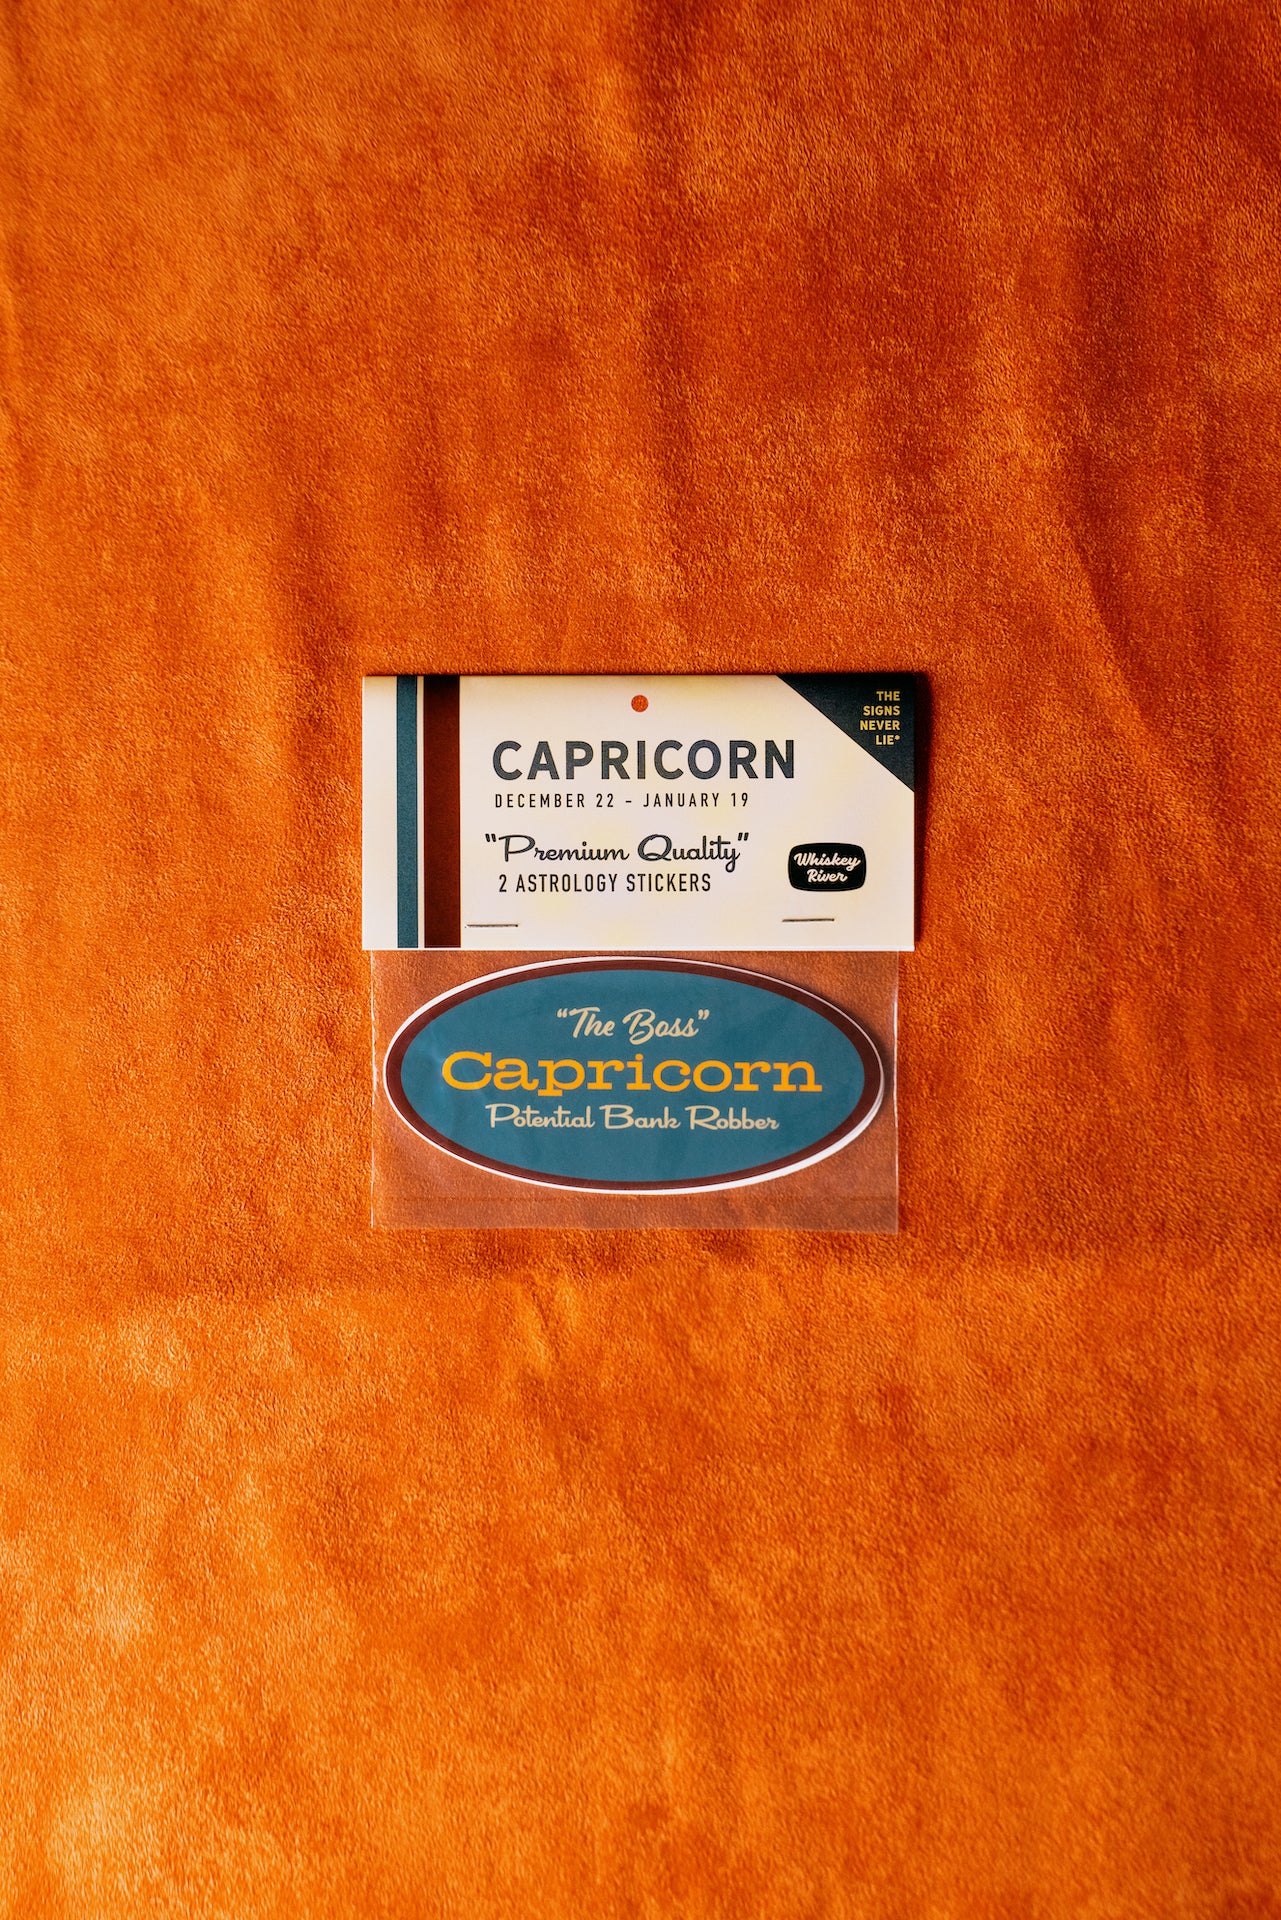 THE
SIGNS
NEVER
LIE*
CAPRICORN
DECEMBER 22 - JANUARY 19
"Premium Quality"
2 ASTROLOGY STICKERS
Whiskey
River
"The Boss"
Capricorn
Potential Bank Robber